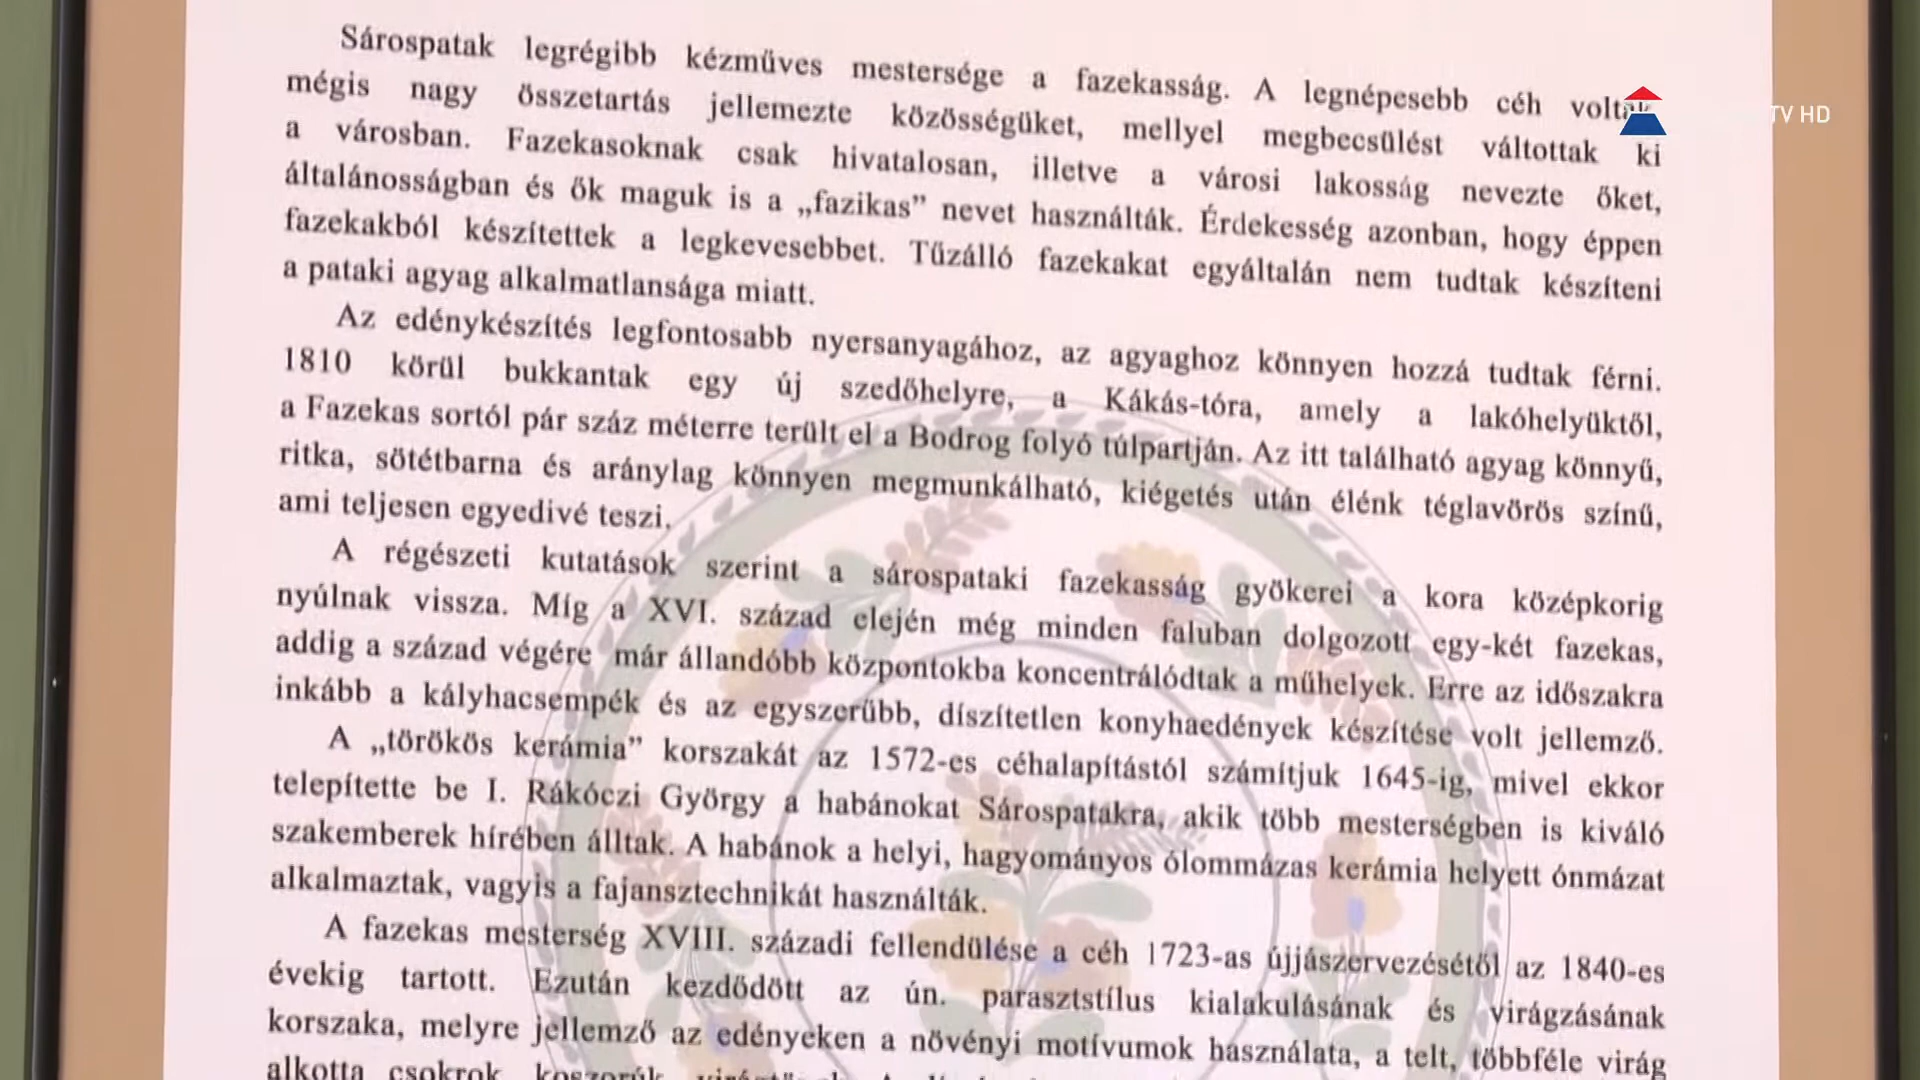 Sárospatak legrégibb kézműves mestersége a fazekasság. A legnépesebb céh voltak
mégis nagy összetartás jellemezte közösségüket, mellyel megbecsülést váltottak ki
a városban. Fazekasoknak csak hivatalosan, illetve a városi lakosság nevezte őket,
általánosságban és ők maguk is a „fazikas” nevet használták. Érdekesség azonban, hogy éppen
fazekakból készítettek a legkevesebbet. Tűzálló fazekakat egyáltalán nem tudtak készíteni
a pataki agyag alkalmatlansága miatt.
Az edénykészítés legfontosabb nyersanyagához, az agyaghoz könnyen hozzá tudtak férni.
1810 körül bukkantak egy új szedőhelyre, a Kákás-tóra, amely a lakóhelyüktől,
a Fazekas sortól pár száz méterre terült el a Bodrog folyó túlpartján. Az itt található agyag könnyű,
ritka, sötétbarna és aránylag könnyen megmunkálható, kiégetés után élénk téglavörös színű,
ami teljesen egyedivé teszi.
A régészeti kutatások szerint a sárospataki fazekasság gyökerei a kora középkorig
nyúlnak vissza. Míg a XVI. század elején még minden faluban dolgozott egy-két fazekas,
addig a század végére már állandóbb központokba koncentrálódtak a műhelyek. Erre az időszakra
inkább a kályhacsempék és az egyszerűbb, díszítetlen konyhaedények készítése volt jellemző.
A „törökös kerámia” korszakát az 1572-es céhalapítástól számítjuk 1645-ig, mivel ekkor
telepítette be I. Rákóczi György a habánokat Sárospatakra, akik több mesterségben is kiváló
szakemberek hírében álltak. A habánok a helyi, hagyományos ólommázas kerámia helyett ónmázat
alkalmaztak, vagyis a fajansztechnikát használták.
A fazekas mesterség XVIII. századi fellendülése a céh 1723-as újjászervezésétől az 1840-es
évekig tartott. Ezután kezdődött az ún. parasztstílus kialakulásának és virágzásának
korszaka, melyre jellemző az edényeken a növényi motívumok használata, a telt, többféle virág
alkotta csokrok, koszorúk
TV HD